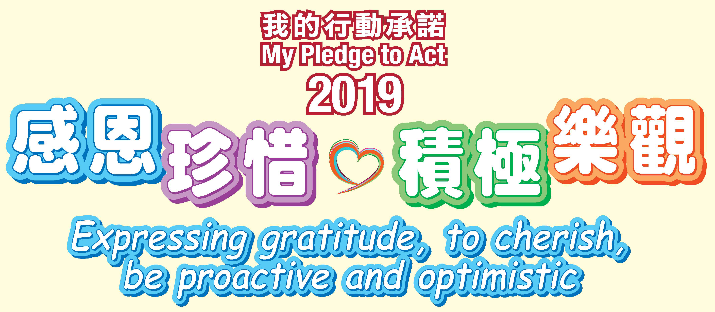 我的行動承諾
My Pledge to Act
2019
感恩珍惜 積極樂觀
Expressing gratitude, to cherish,
be proactive and optimistic